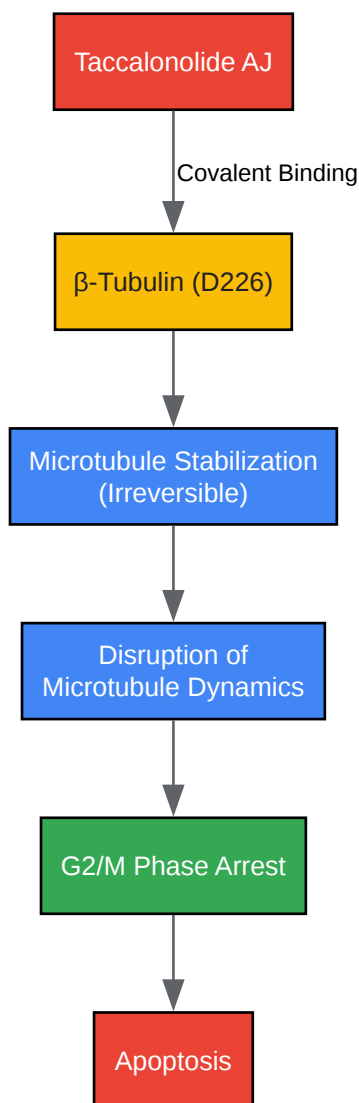 Taccalonolide AJ
Covalent Binding
β-Tubulin (D226)
Microtubule Stabilization
(Irreversible)
Disruption of
Microtubule Dynamics
G2/M Phase Arrest
Apoptosis